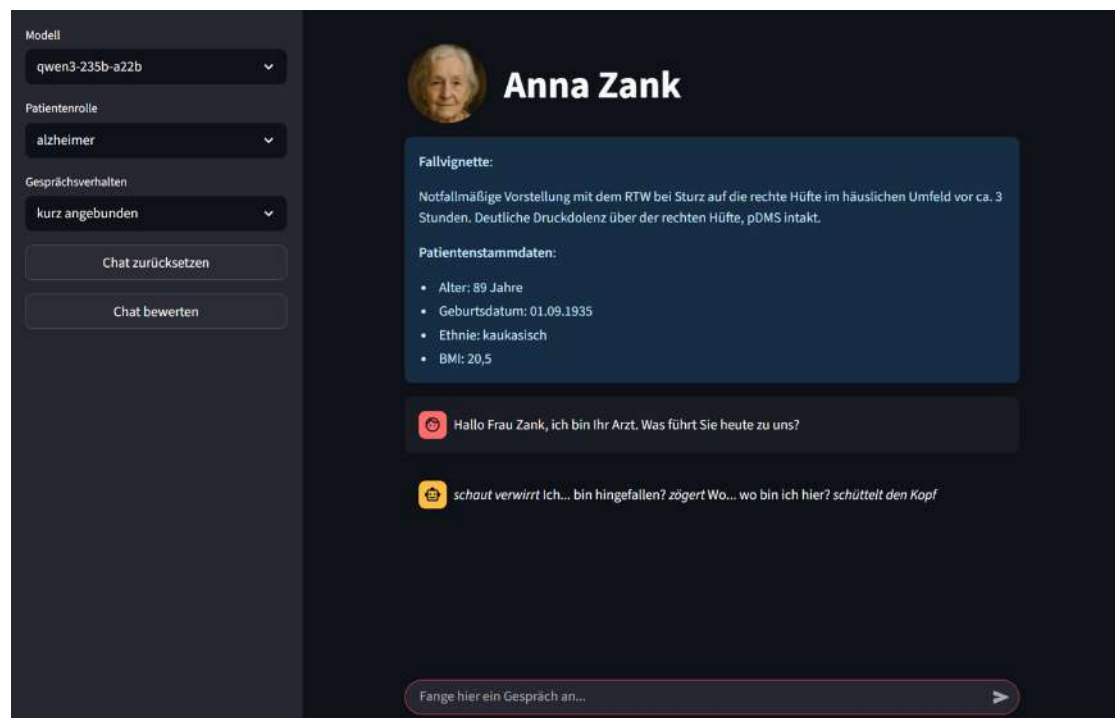 Modell
qwen3-235b-a22b
Patientenrolle
alzheimer
Gesprächsverhalten
kurz angebunden
Chat zurücksetzen
Chat bewerten
Anna Zank
Fallvignette:
Notfallmäßige Vorstellung mit dem RTW bei Sturz auf die rechte Hüfte im häuslichen Umfeld vor ca. 3
Stunden. Deutliche Druckdolenz über der rechten Hüfte, pDMS intakt.
Patientenstammdaten:
• Alter: 89 Jahre
• Geburtsdatum: 01.09.1935
• Ethnie: kaukasisch
• BMI: 20,5
Hallo Frau Zank, ich bin Ihr Arzt. Was führt Sie heute zu uns?
schaut verwirrt Ich... bin hingefallen? zögert Wo... wo bin ich hier? schüttelt den Kopf
Fange hier ein Gespräch an...